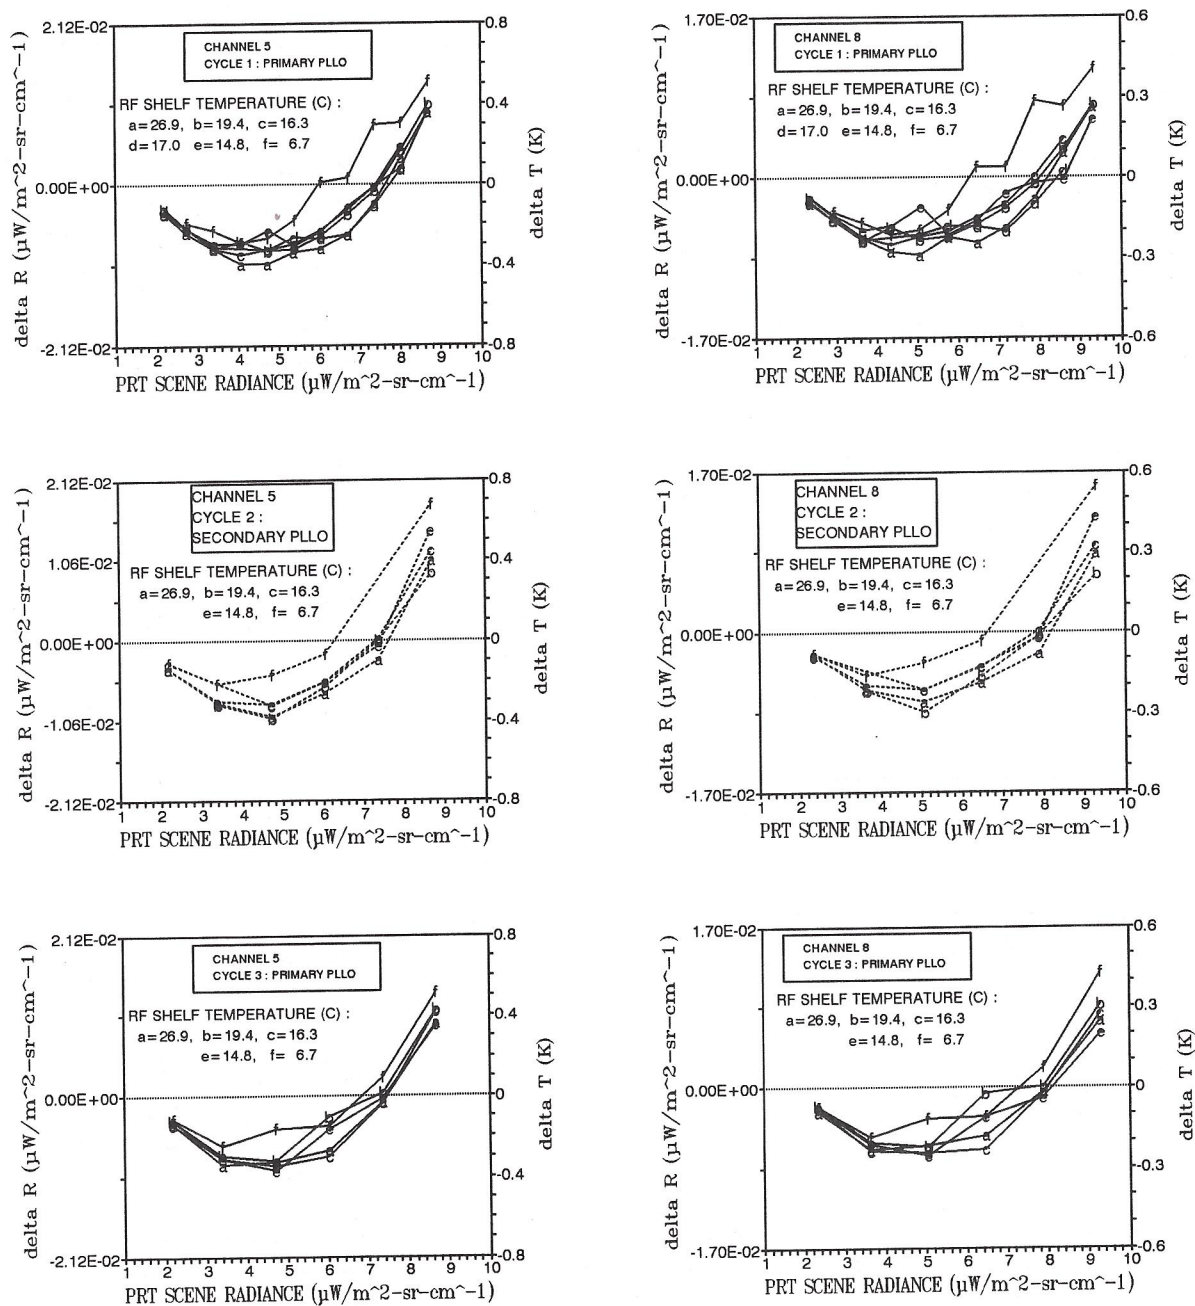 2.12E-02
0.00E+00
-2.12E-02
0.8
0.4
0
-0.4
-0.8
delta R (µW/m^2-sr-cm^-1)
delta T (K)
CHANNEL 5
CYCLE 1 : PRIMARY PLLO
RF SHELF TEMPERATURE (C) :
a=26.9, b=19.4, c=16.3
d=17.0 e=14.8, f= 6.7
1 2 3 4 5 6 7 8 9 10
PRT SCENE RADIANCE (µW/m^2-sr-cm^-1)
1.70E-02
0.00E+00
-1.70E-02
0.6
0.3
0
-0.3
-0.6
delta R (µW/m^2-sr-cm^-1)
delta T (K)
CHANNEL 8
CYCLE 1 : PRIMARY PLLO
RF SHELF TEMPERATURE (C) :
a=26.9, b=19.4, c=16.3
d=17.0 e=14.8, f= 6.7
1 2 3 4 5 6 7 8 9 10
PRT SCENE RADIANCE (µW/m^2-sr-cm^-1)
2.12E-02
1.06E-02
0.00E+00
-1.06E-02
-2.12E-02
0.8
0.4
0
-0.4
-0.8
delta R (µW/m^2-sr-cm^-1)
delta T (K)
CHANNEL 5
CYCLE 2 :
SECONDARY PLLO
RF SHELF TEMPERATURE (C) :
a=26.9, b=19.4, c=16.3
e=14.8, f= 6.7
1 2 3 4 5 6 7 8 9 10
PRT SCENE RADIANCE (µW/m^2-sr-cm^-1)
1.70E-02
0.00E+00
-1.70E-02
0.6
0.3
0
-0.3
-0.6
delta R (µW/m^2-sr-cm^-1)
delta T (K)
CHANNEL 8
CYCLE 2 :
SECONDARY PLLO
RF SHELF TEMPERATURE (C) :
a=26.9, b=19.4, c=16.3
e=14.8, f= 6.7
1 2 3 4 5 6 7 8 9 10
PRT SCENE RADIANCE (µW/m^2-sr-cm^-1)
2.12E-02
0.00E+00
-2.12E-02
0.8
0.4
0
-0.4
-0.8
delta R (µW/m^2-sr-cm^-1)
delta T (K)
CHANNEL 5
CYCLE 3 : PRIMARY PLLO
RF SHELF TEMPERATURE (C) :
a=26.9, b=19.4, c=16.3
e=14.8, f= 6.7
1 2 3 4 5 6 7 8 9 10
PRT SCENE RADIANCE (µW/m^2-sr-cm^-1)
1.70E-02
0.00E+00
-1.70E-02
0.6
0.3
0
-0.3
-0.6
delta R (µW/m^2-sr-cm^-1)
delta T (K)
CHANNEL 8
CYCLE 3 : PRIMARY PLLO
RF SHELF TEMPERATURE (C) :
a=26.9, b=19.4, c=16.3
e=14.8, f= 6.7
1 2 3 4 5 6 7 8 9 10
PRT SCENE RADIANCE (µW/m^2-sr-cm^-1)